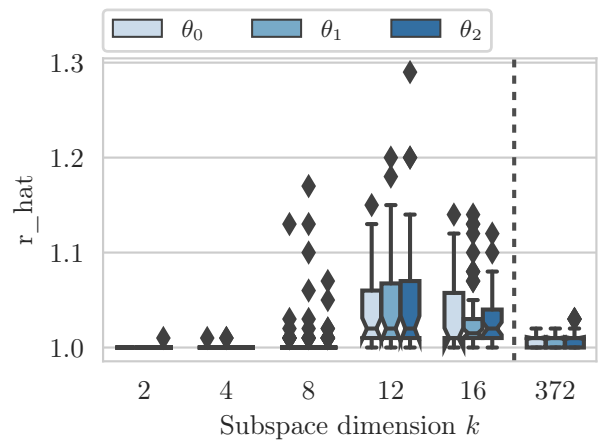 θ₀ θ₁ θ₂
1.3
1.2
1.1
1.0
r_hat
2 4 8 12 16 372
Subspace dimension k